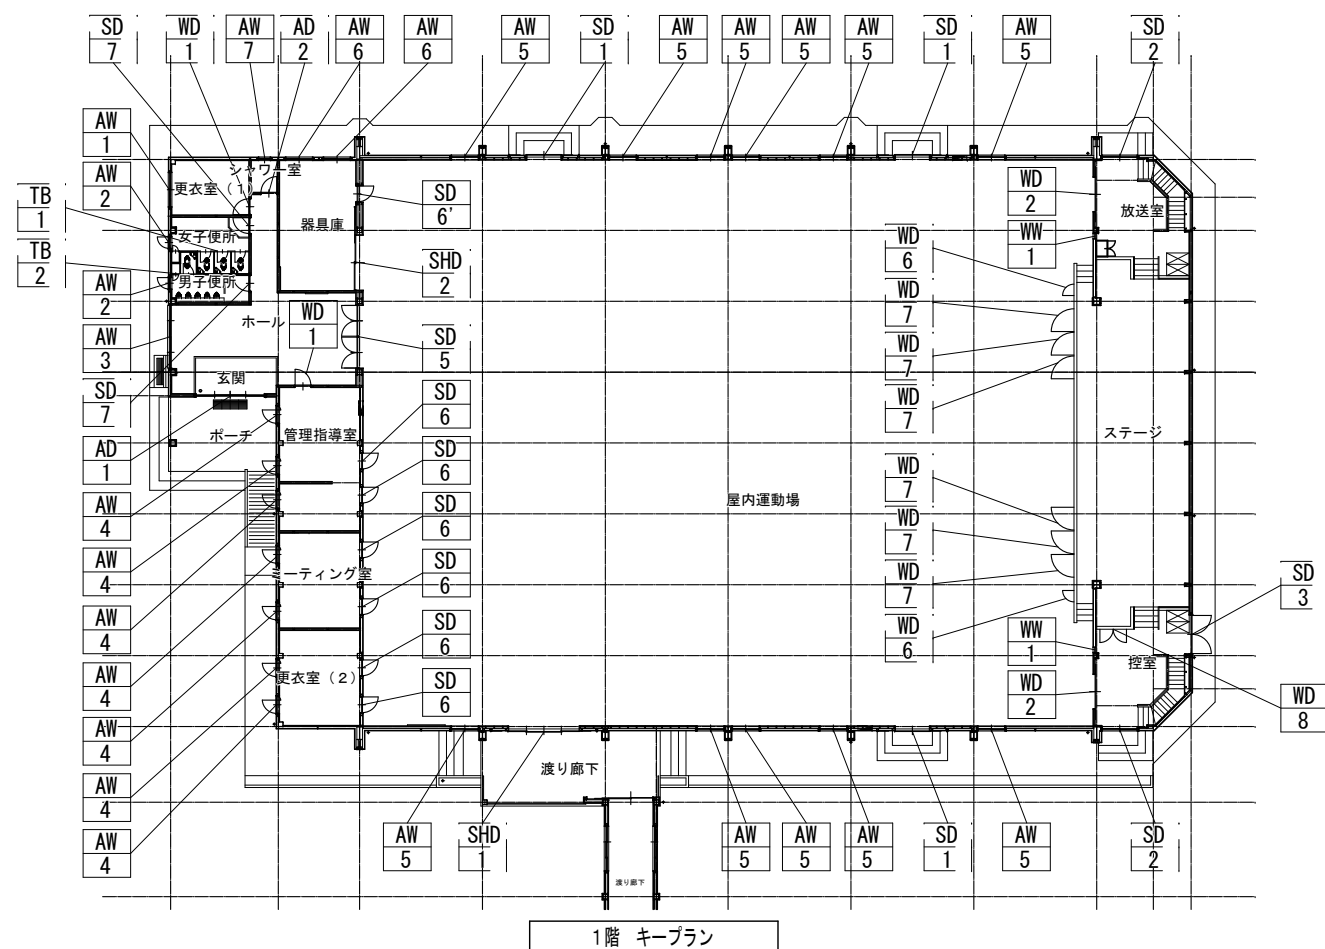 SD
7
WD
1
AW
7
AD
2
AW
6
AW
6
AW
5
SD
1
AW
5
AW
5
AW
5
AW
5
SD
1
AW
5
SD
2
AW
1
AW
2
TB
1
TB
2
AW
2
AW
3
SD
7
AD
1
AW
4
AW
4
AW
4
AW
4
AW
4
AW
4
AW
4
シャワー室
更衣室(1)
女子便所
男子便所
器具庫
ホール
WD
1
玄関
ポーチ
管理指導室
ミーティング室
更衣室(2)
SD
6'
SHD
2
SD
5
SD
6
SD
6
SD
6
SD
6
SD
6
SD
6
屋内運動場
WD
6
WD
7
WD
7
WD
7
WD
7
WD
7
WD
7
WD
6
WD
2
WW
1
放送室
ステージ
WW
1
WD
2
控室
SD
3
WD
8
渡り廊下
AW
5
SHD
1
AW
5
AW
5
AW
5
SD
1
AW
5
SD
2
渡り廊下
1階 キープラン